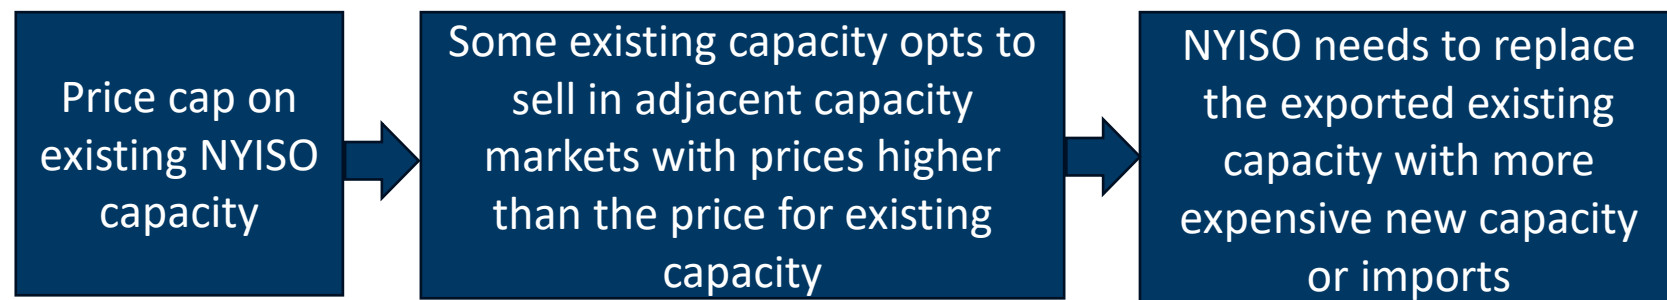 Price cap on
existing NYISO
capacity
Some existing capacity opts to
sell in adjacent capacity
markets with prices higher
than the price for existing
capacity
NYISO needs to replace
the exported existing
capacity with more
expensive new capacity
or imports